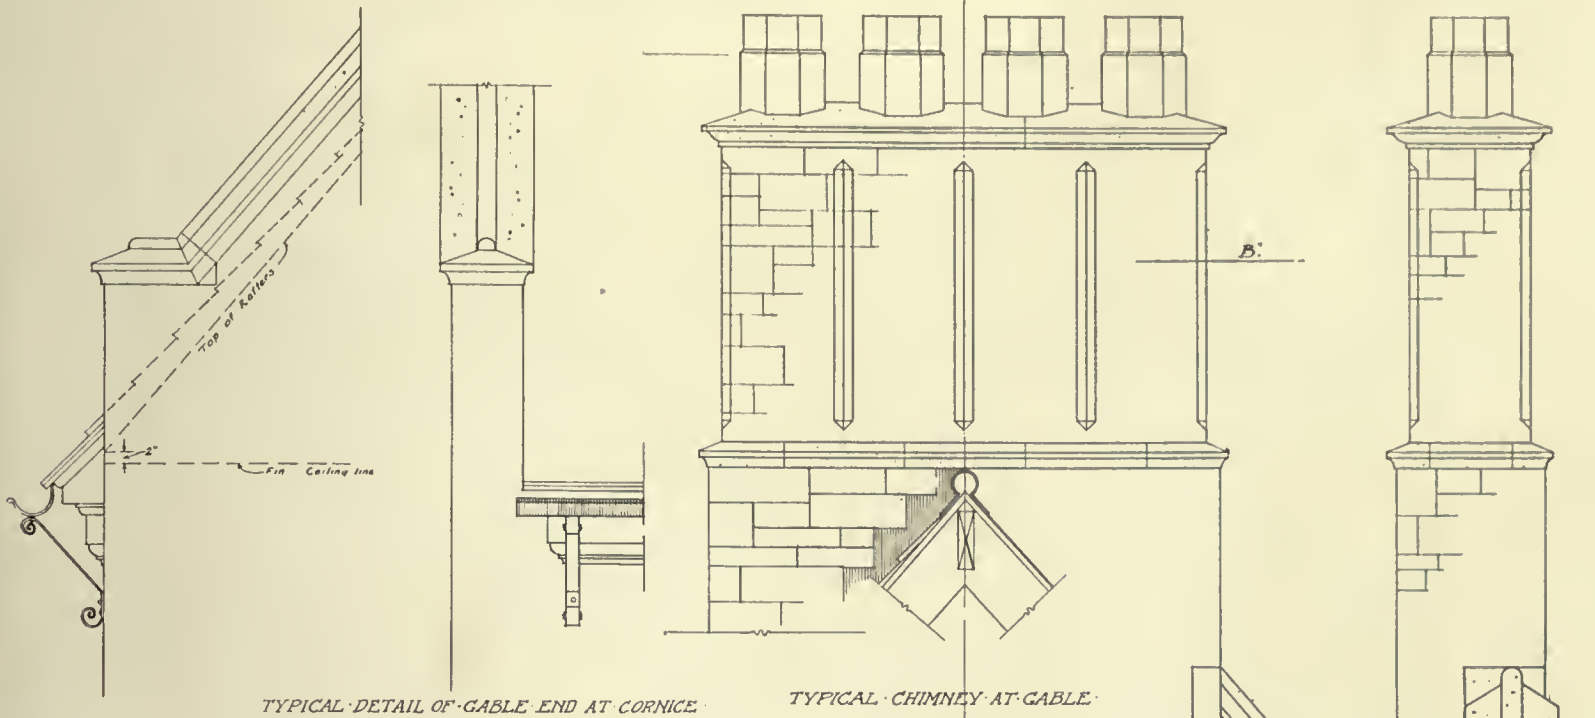 B.
Top of Rafters
2"
Fin Ceiling line
TYPICAL·DETAIL OF·GABLE·END AT·CORNICE·
TYPICAL·CHIMNEY·AT·GABLE·